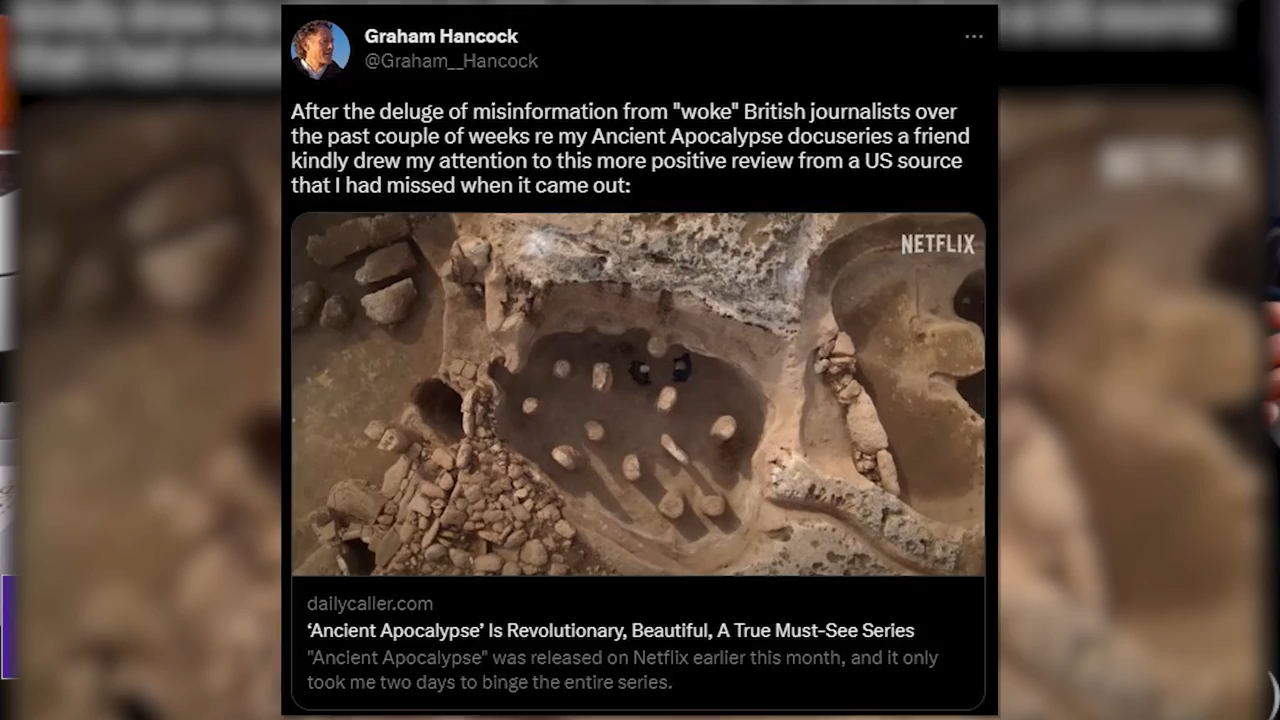 Graham Hancock
@Graham__Hancock
After the deluge of misinformation from "woke" British journalists over
the past couple of weeks re my Ancient Apocalypse docuseries a friend
kindly drew my attention to this more positive review from a US source
that I had missed when it came out:
NETFLIX
dailycaller.com
‘Ancient Apocalypse’ Is Revolutionary, Beautiful, A True Must-See Series
"Ancient Apocalypse" was released on Netflix earlier this month, and it only
took me two days to binge the entire series.